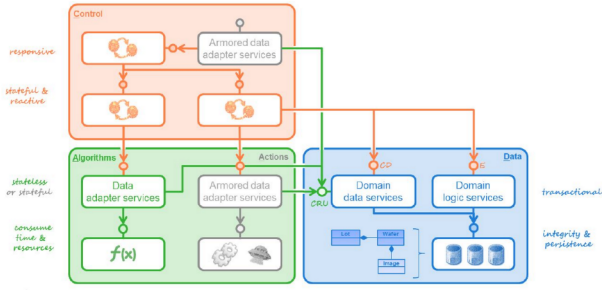 Control
responsive
Armored data
adapter services
stateful &
reactive
Algorithms
Actions
Data
stateless
or stateful
Data
adapter services
Armored data
adapter services
CRU
CD
E
Domain
data services
Domain
logic services
transactional
consume
time &
resources
f(x)
Lot
Wafer
Image
integrity &
persistence